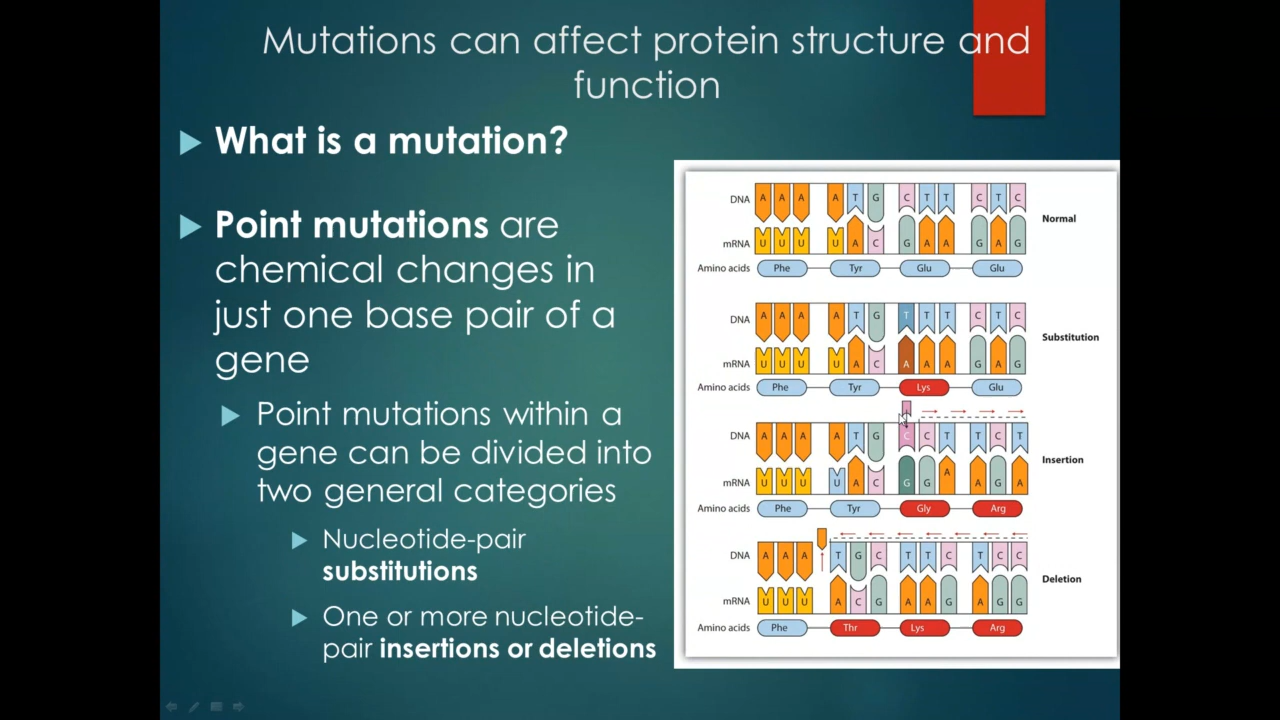 Mutations can affect protein structure and
function
What is a mutation?
Point mutations are
chemical changes in
just one base pair of a
gene
Point mutations within a
gene can be divided into
two general categories
Nucleotide-pair
substitutions
One or more nucleotide-
pair insertions or deletions
DNA A A A A T G C T T C T C
Normal
mRNA U U U U A C G A A G A G
Amino acids Phe Tyr Glu Glu
DNA A A A A T G T T T C T C
Substitution
mRNA U U U U A C A A A G A G
Amino acids Phe Tyr Lys Glu
DNA A A A A T G C C T T C T
Insertion
mRNA U U U U A C G G A A G A
Amino acids Phe Tyr Gly Arg
DNA A A A T G C T T C T C C
Deletion
mRNA U U U A C G A A G A G G
Amino acids Phe Thr Lys Arg